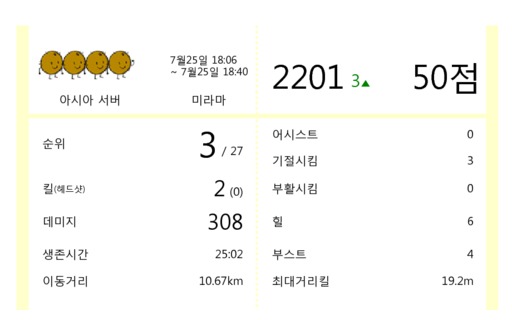 7월25일 18:06
~ 7월25일 18:40
아시아 서버 미라마
2201 3▲ 50점
순위 3 / 27
킬(헤드샷) 2 (0)
데미지 308
생존시간 25:02
이동거리 10.67km
어시스트 0
기절시킴 3
부활시킴 0
힐 6
부스트 4
최대거리킬 19.2m